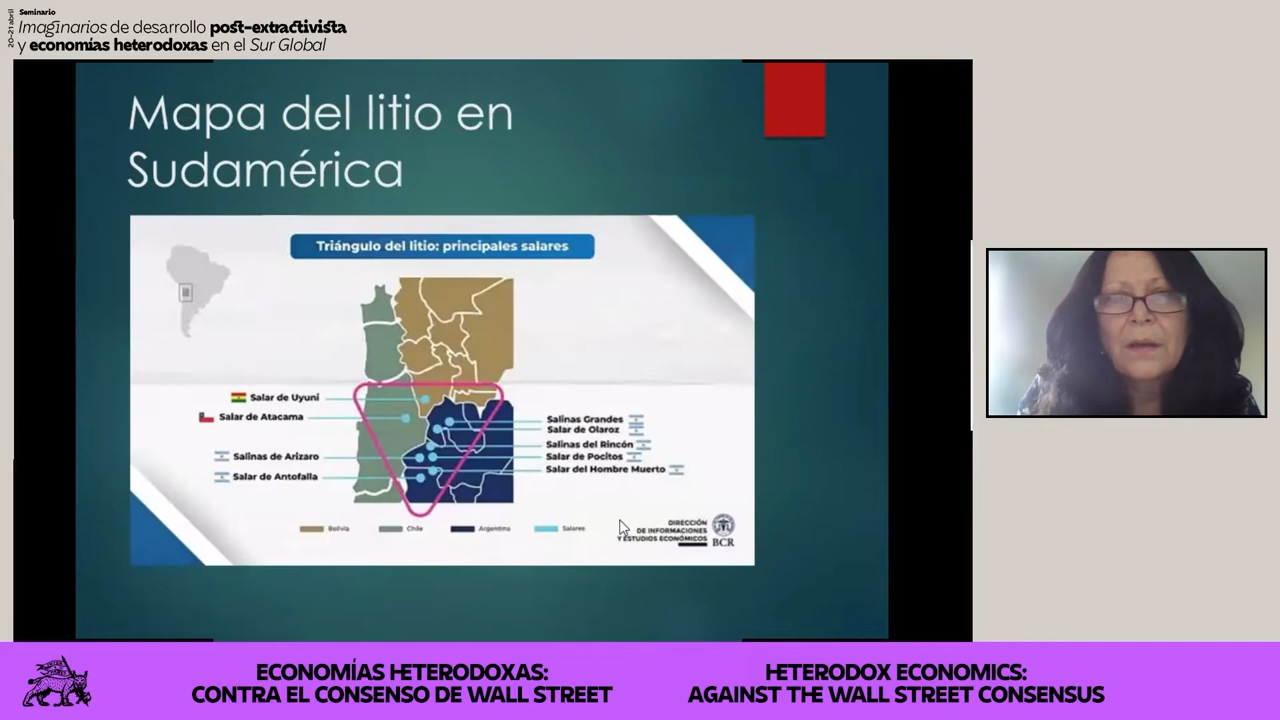 20-21 abril
Seminario
Imaginarios de desarrollo post-extractivista
y economías heterodoxas en el Sur Global
Mapa del litio en
Sudamérica
Triángulo del litio: principales salares
Salar de Uyuni
Salar de Atacama
Salinas de Arizaro
Salar de Antofalla
Salinas Grandes
Salar de Olaroz
Salinas del Rincón
Salar de Pocitos
Salar del Hombre Muerto
Bolivia
Chile
Argentina
Salares
DIRECCIÓN
DE INFORMACIONES
Y ESTUDIOS ECONÓMICOS
BCR
ECONOMÍAS HETERODOXAS:
CONTRA EL CONSENSO DE WALL STREET
HETERODOX ECONOMICS:
AGAINST THE WALL STREET CONSENSUS